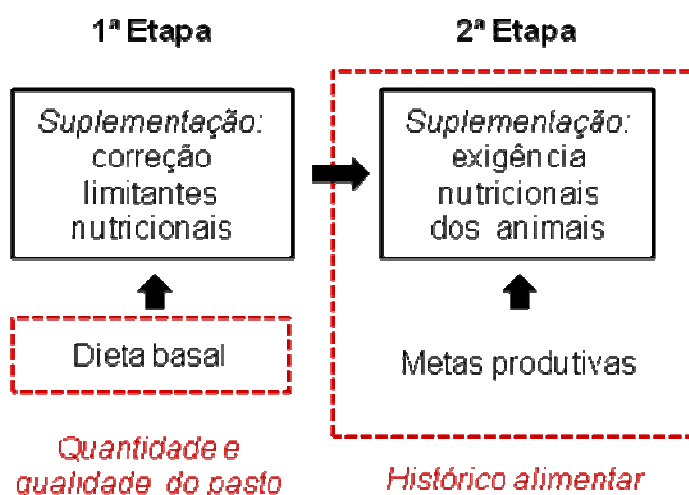 1ª Etapa
2ª Etapa
Suplementação:
correção
limitantes
nutricionais
Suplementação:
exigência
nutricionais
dos animais
Dieta basal
Metas produtivas
Quantidade e
qualidade do pasto
Histórico alimentar